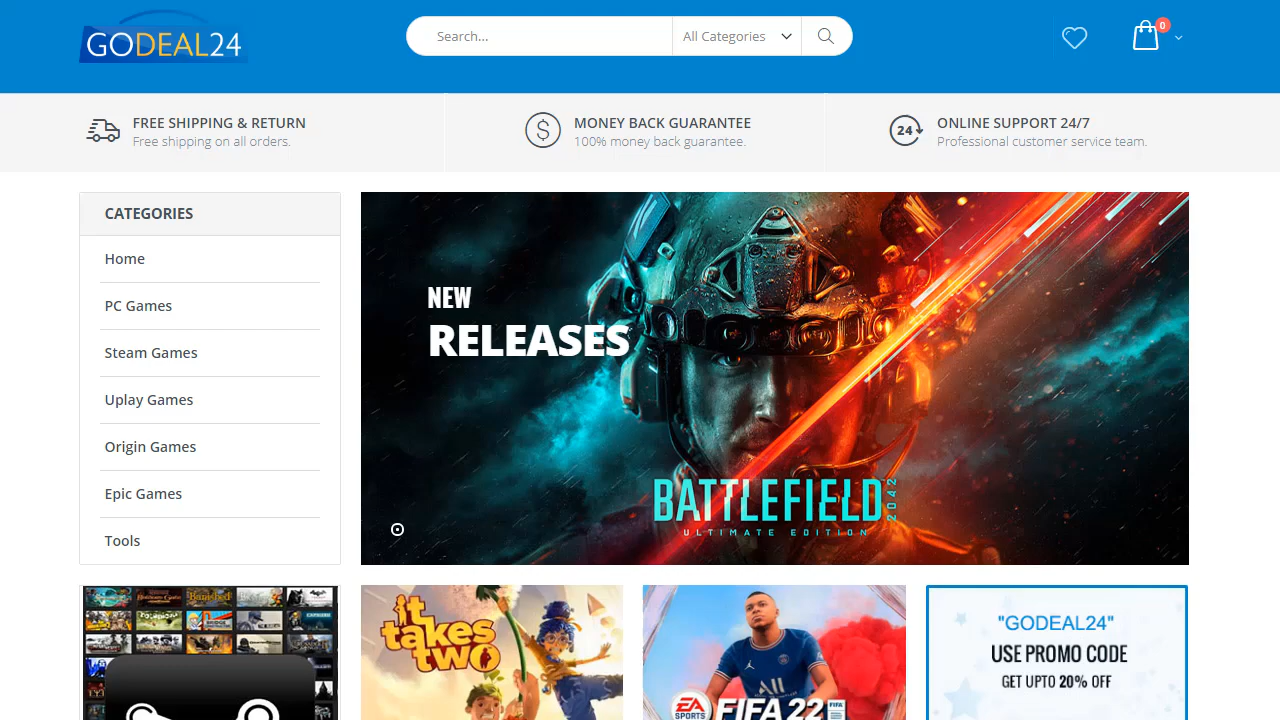 GODEAL24
Search...
All Categories
0
FREE SHIPPING & RETURN
Free shipping on all orders.
MONEY BACK GUARANTEE
100% money back guarantee.
24
ONLINE SUPPORT 24/7
Professional customer service team.
CATEGORIES
Home
PC Games
Steam Games
Uplay Games
Origin Games
Epic Games
Tools
NEW
RELEASES
BATTLEFIELD 2042
ULTIMATE EDITION
it
takes
two
EA
SPORTS
FIFA 22
FIFA
"GODEAL24"
USE PROMO CODE
GET UPTO 20% OFF